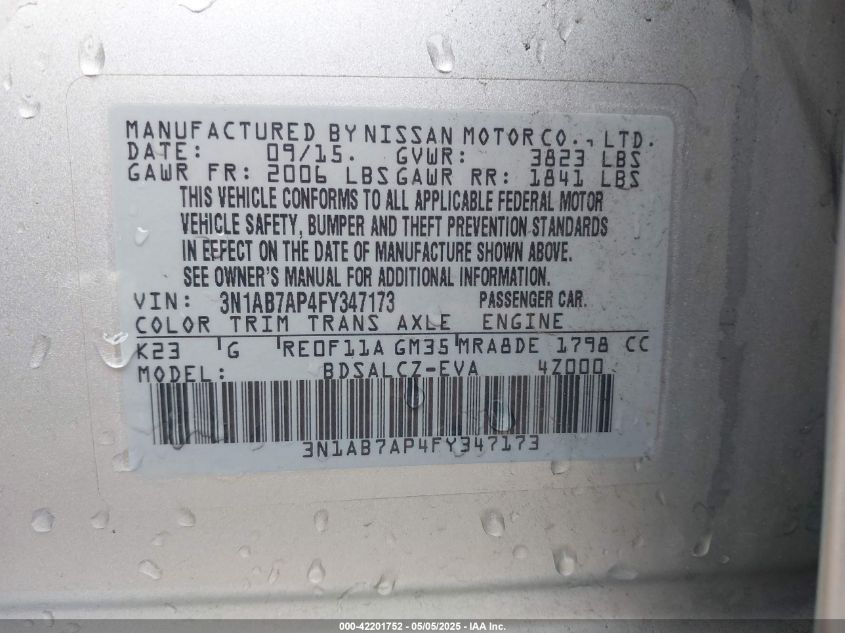 MANUFACTURED BY NISSAN MOTOR CO., LTD.
DATE: 09/15. GVWR: 3823 LBS
GAWR FR: 2006 LBS GAWR RR: 1841 LBS
THIS VEHICLE CONFORMS TO ALL APPLICABLE FEDERAL MOTOR
VEHICLE SAFETY, BUMPER AND THEFT PREVENTION STANDARDS
IN EFFECT ON THE DATE OF MANUFACTURE SHOWN ABOVE.
SEE OWNER'S MANUAL FOR ADDITIONAL INFORMATION.
VIN: 3N1AB7AP4FY347173 PASSENGER CAR.
COLOR TRIM TRANS AXLE ENGINE
K23 G RE0F11A GM35 MRA8DE 1798 CC
MODEL: BDSALCZ-EVA 4Z000
3N1AB7AP4FY347173
000-42201752 - 05/05/2025 - IAA Inc.